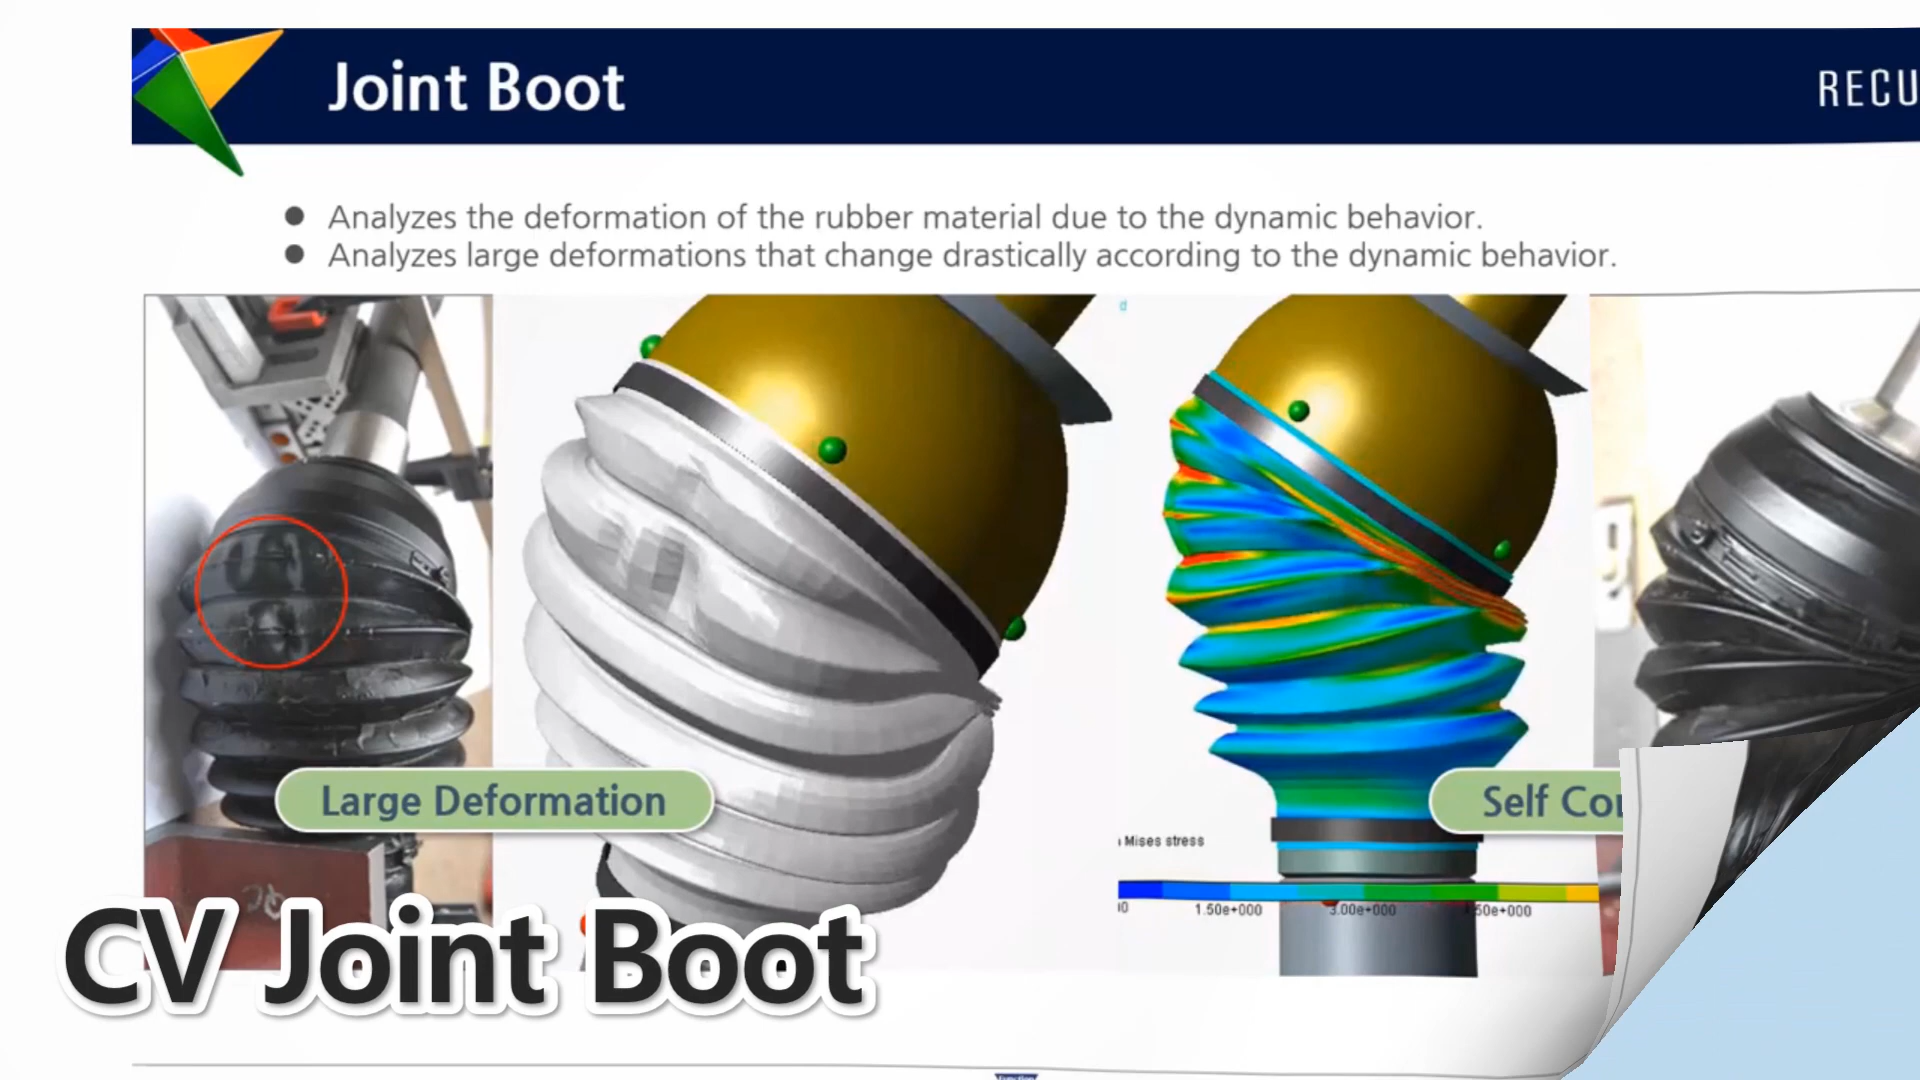 Joint Boot
RECU
● Analyzes the deformation of the rubber material due to the dynamic behavior.
● Analyzes large deformations that change drastically according to the dynamic behavior.
Large Deformation
Self Con
Mises stress
1.50e+000
3.00e+000
CV Joint Boot